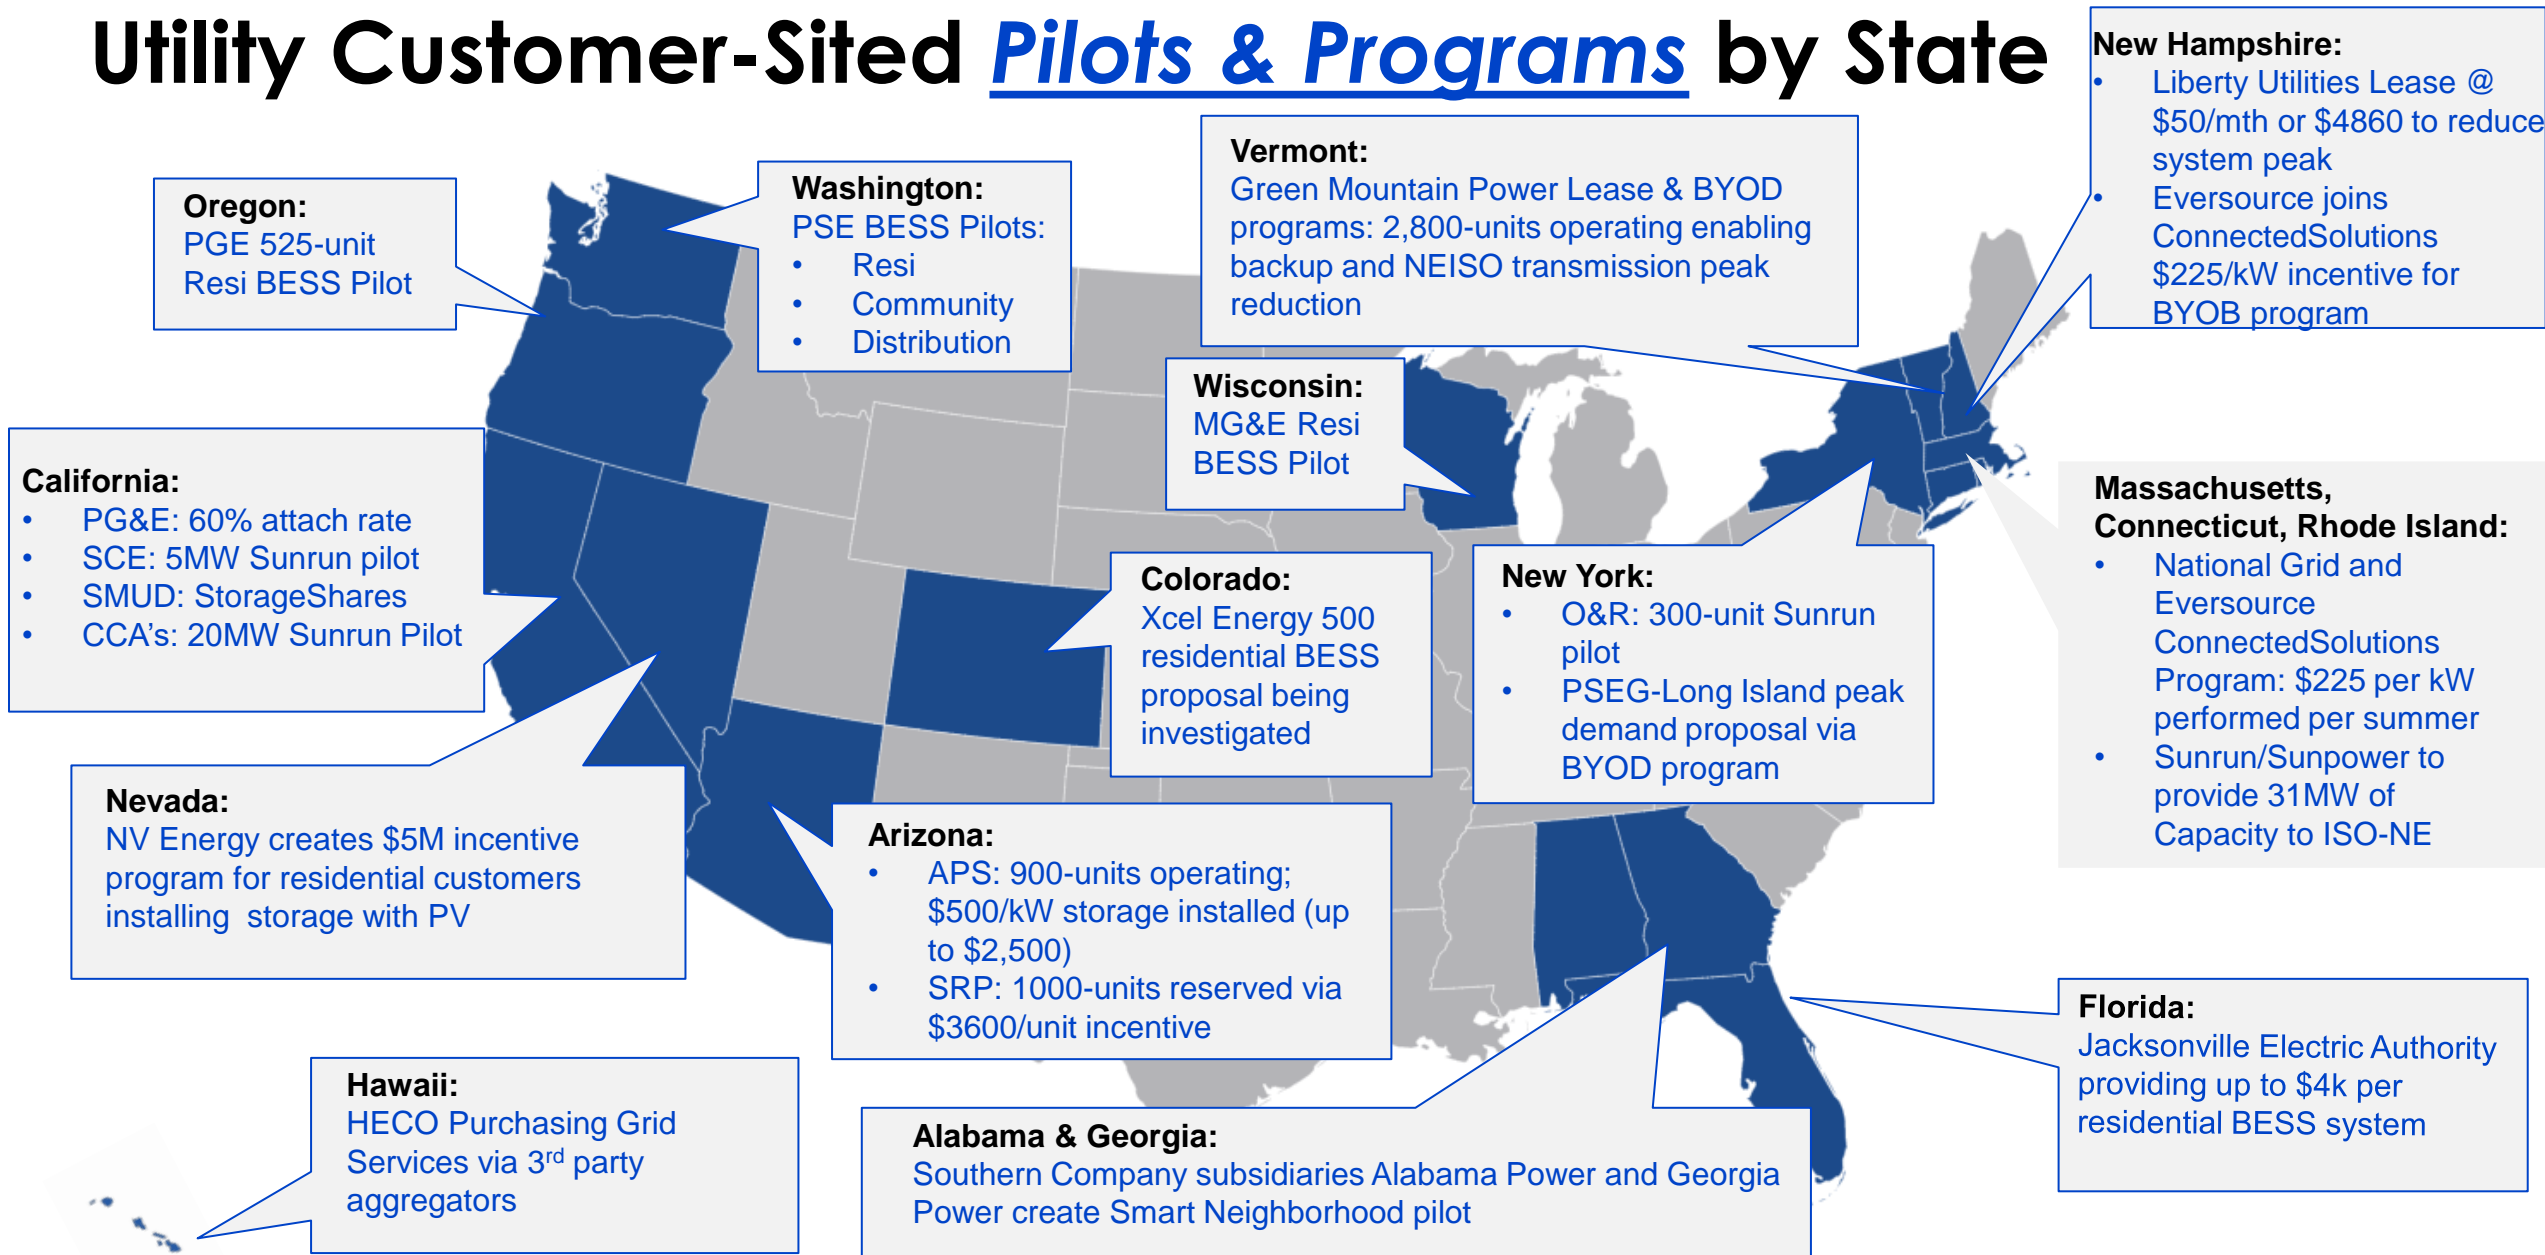 Utility Customer-Sited Pilots & Programs by State
New Hampshire:
• Liberty Utilities Lease @
$50/mth or $4860 to reduce
system peak
• Eversource joins
ConnectedSolutions
$225/kW incentive for
BYOB program
Vermont:
Green Mountain Power Lease & BYOD
programs: 2,800-units operating enabling
backup and NEISO transmission peak
reduction
Washington:
PSE BESS Pilots:
• Resi
• Community
• Distribution
Oregon:
PGE 525-unit
Resi BESS Pilot
Wisconsin:
MG&E Resi
BESS Pilot
California:
• PG&E: 60% attach rate
• SCE: 5MW Sunrun pilot
• SMUD: StorageShares
• CCA's: 20MW Sunrun Pilot
Massachusetts,
Connecticut, Rhode Island:
• National Grid and
Eversource
ConnectedSolutions
Program: $225 per kW
performed per summer
• Sunrun/Sunpower to
provide 31MW of
Capacity to ISO-NE
Colorado:
Xcel Energy 500
residential BESS
proposal being
investigated
New York:
• O&R: 300-unit Sunrun
pilot
• PSEG-Long Island peak
demand proposal via
BYOD program
Nevada:
NV Energy creates $5M incentive
program for residential customers
installing  storage with PV
Arizona:
• APS: 900-units operating;
$500/kW storage installed (up
to $2,500)
• SRP: 1000-units reserved via
$3600/unit incentive
Florida:
Jacksonville Electric Authority
providing up to $4k per
residential BESS system
Hawaii:
HECO Purchasing Grid
Services via 3rd party
aggregators
Alabama & Georgia:
Southern Company subsidiaries Alabama Power and Georgia
Power create Smart Neighborhood pilot